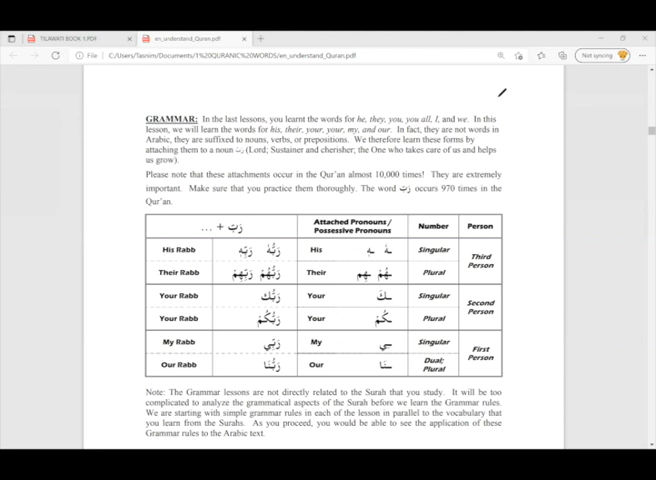 TILAWATI BOOK 1.PDF
en_understand_Quran.pdf
File
C:/Users/Tasnim/Documents/1%20QURANIC%20WORDS/en_understand_Quran.pdf
Not syncing
GRAMMAR: In the last lessons, you learnt the words for he, they, you, you all, I, and we. In this
lesson, we will learn the words for his, their, your, your, my, and our. In fact, they are not words in
Arabic, they are suffixed to nouns, verbs, or prepositions. We therefore learn these forms by
attaching them to a noun رَبّ (Lord; Sustainer and cherisher; the One who takes care of us and helps
us grow).
Please note that these attachments occur in the Qur'an almost 10,000 times! They are extremely
important. Make sure that you practice them thoroughly. The word رَبّ occurs 970 times in the
Qur'an.
رَبّ + ... Attached Pronouns / Possessive Pronouns Number Person
His Rabb رَبُّهُ رَبِّهِ His ـهُ ـهِ Singular Third Person
Their Rabb رَبُّهُمْ رَبِّهِمْ Their ـهُمْ ـهِم Plural
Your Rabb رَبُّكَ Your ـكَ Singular Second Person
Your Rabb رَبُّكُمْ Your ـكُمْ Plural
My Rabb رَبِّي My ـِي Singular First Person
Our Rabb رَبُّنَا Our ـنَا Dual; Plural
Note: The Grammar lessons are not directly related to the Surah that you study. It will be too
complicated to analyze the grammatical aspects of the Surah before we learn the Grammar rules.
We are starting with simple grammar rules in each of the lesson in parallel to the vocabulary that
you learn from the Surahs. As you proceed, you would be able to see the application of these
Grammar rules to the Arabic text.